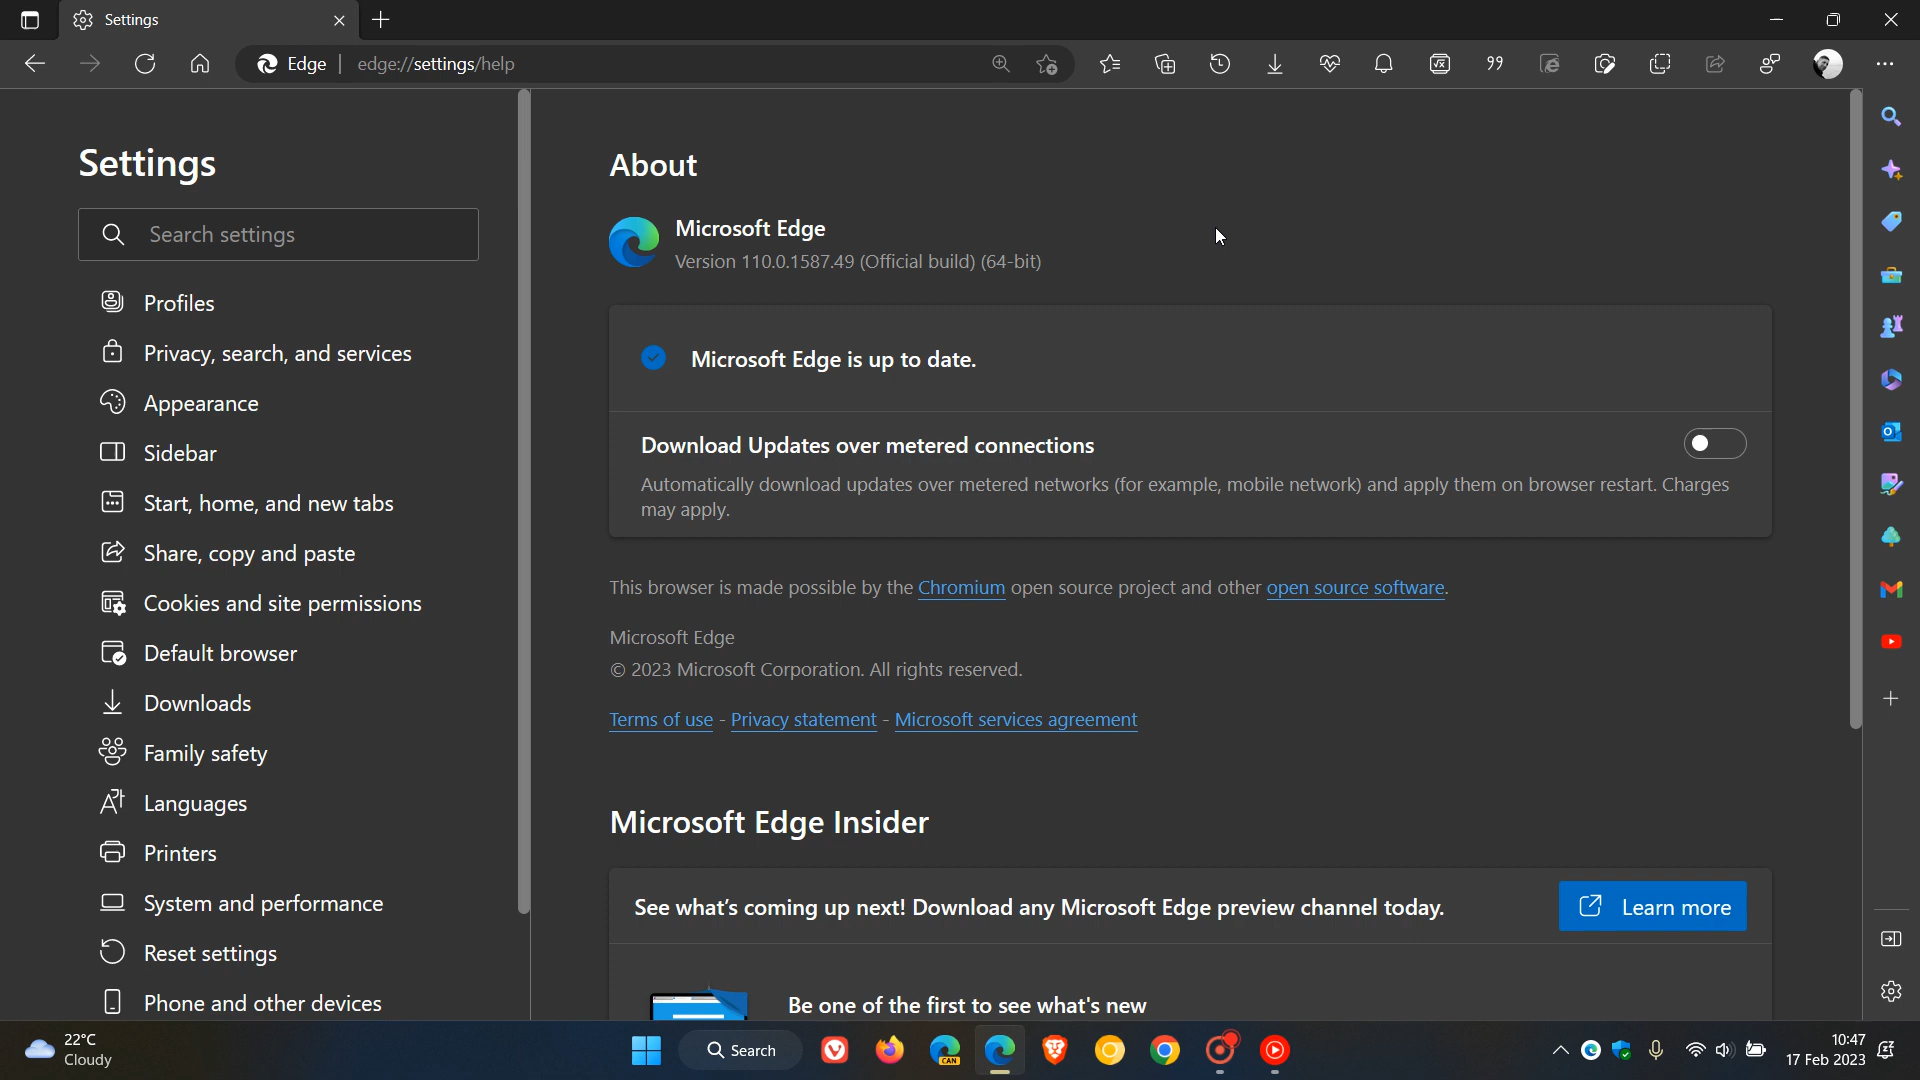 Settings
Edge
edge://settings/help
Settings
Search settings
Profiles
Privacy, search, and services
Appearance
Sidebar
Start, home, and new tabs
Share, copy and paste
Cookies and site permissions
Default browser
Downloads
Family safety
Languages
Printers
System and performance
Reset settings
Phone and other devices
About
Microsoft Edge
Version 110.0.1587.49 (Official build) (64-bit)
Microsoft Edge is up to date.
Download Updates over metered connections
Automatically download updates over metered networks (for example, mobile network) and apply them on browser restart. Charges
may apply.
This browser is made possible by the Chromium open source project and other open source software.
Microsoft Edge
© 2023 Microsoft Corporation. All rights reserved.
Terms of use - Privacy statement - Microsoft services agreement
Microsoft Edge Insider
See what's coming up next! Download any Microsoft Edge preview channel today.
Learn more
Be one of the first to see what's new
22°C
Cloudy
Search
CAN
10:47
17 Feb 2023